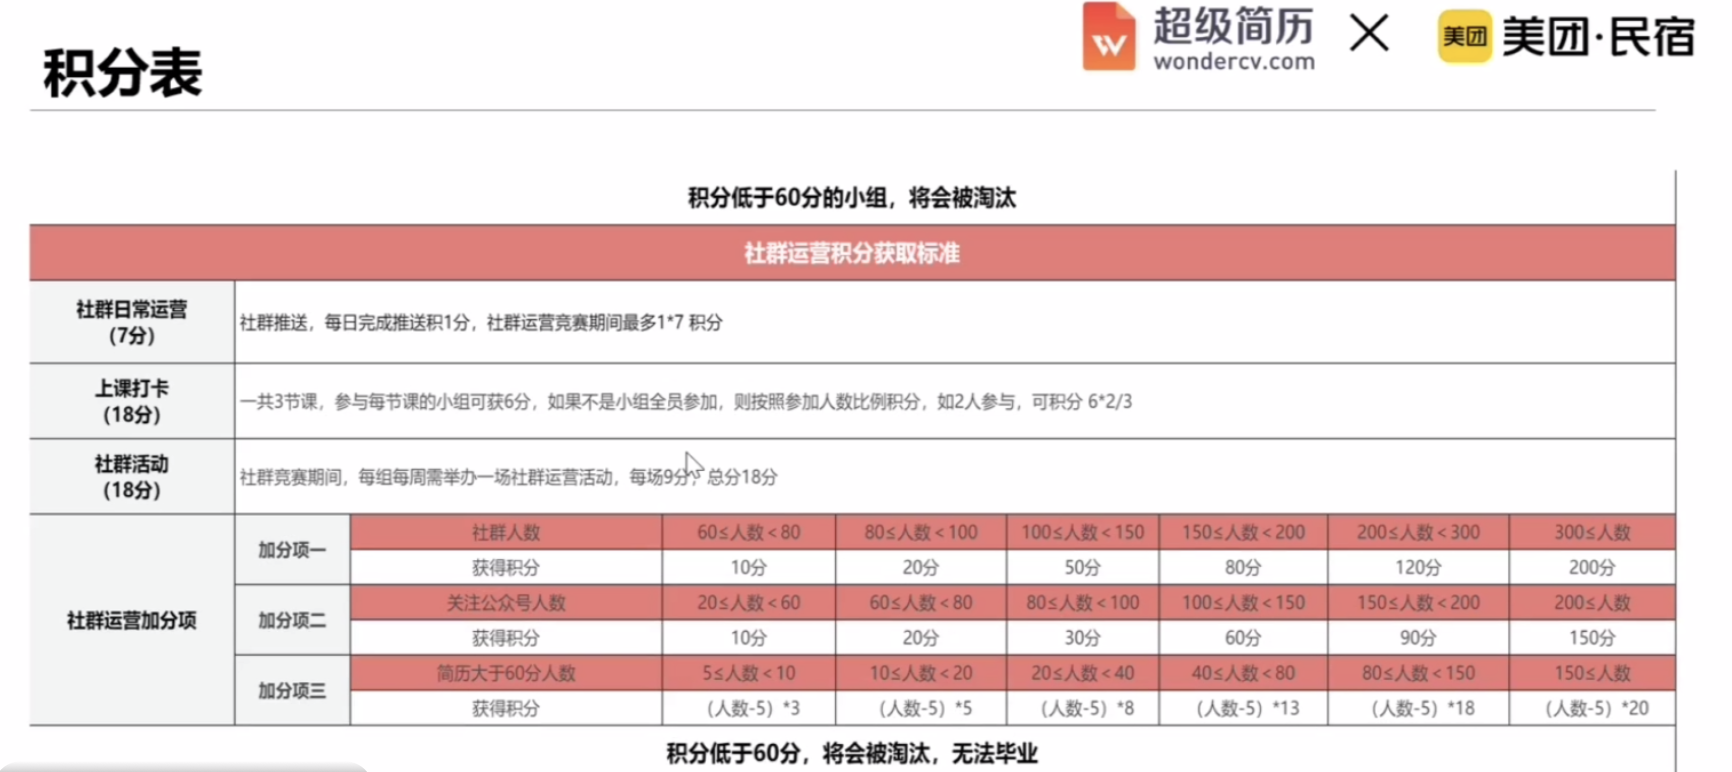 积分表
超级简历
wondercv.com
美团
美团·民宿
积分低于60分的小组，将会被淘汰
社群运营积分获取标准
社群日常运营
（7分）
社群推送，每日完成推送积1分，社群运营竞赛期间最多1*7 积分
上课打卡
（18分）
一共3节课，参与每节课的小组可获6分，如果不是小组全员参加，则按照参加人数比例积分，如2人参与，可积分 6*2/3
社群活动
（18分）
社群竞赛期间，每组每周需举办一场社群运营活动，每场9分，总分18分
社群运营加分项
加分项一
社群人数 60≤人数＜80 80≤人数＜100 100≤人数＜150 150≤人数＜200 200≤人数＜300 300≤人数
获得积分 10分 20分 50分 80分 120分 200分
加分项二
关注公众号人数 20≤人数＜60 60≤人数＜80 80≤人数＜100 100≤人数＜150 150≤人数＜200 200≤人数
获得积分 10分 20分 30分 60分 90分 150分
加分项三
简历大于60分人数 5≤人数＜10 10≤人数＜20 20≤人数＜40 40≤人数＜80 80≤人数＜150 150≤人数
获得积分 （人数-5）*3 （人数-5）*5 （人数-5）*8 （人数-5）*13 （人数-5）*18 （人数-5）*20
积分低于60分，将会被淘汰，无法毕业